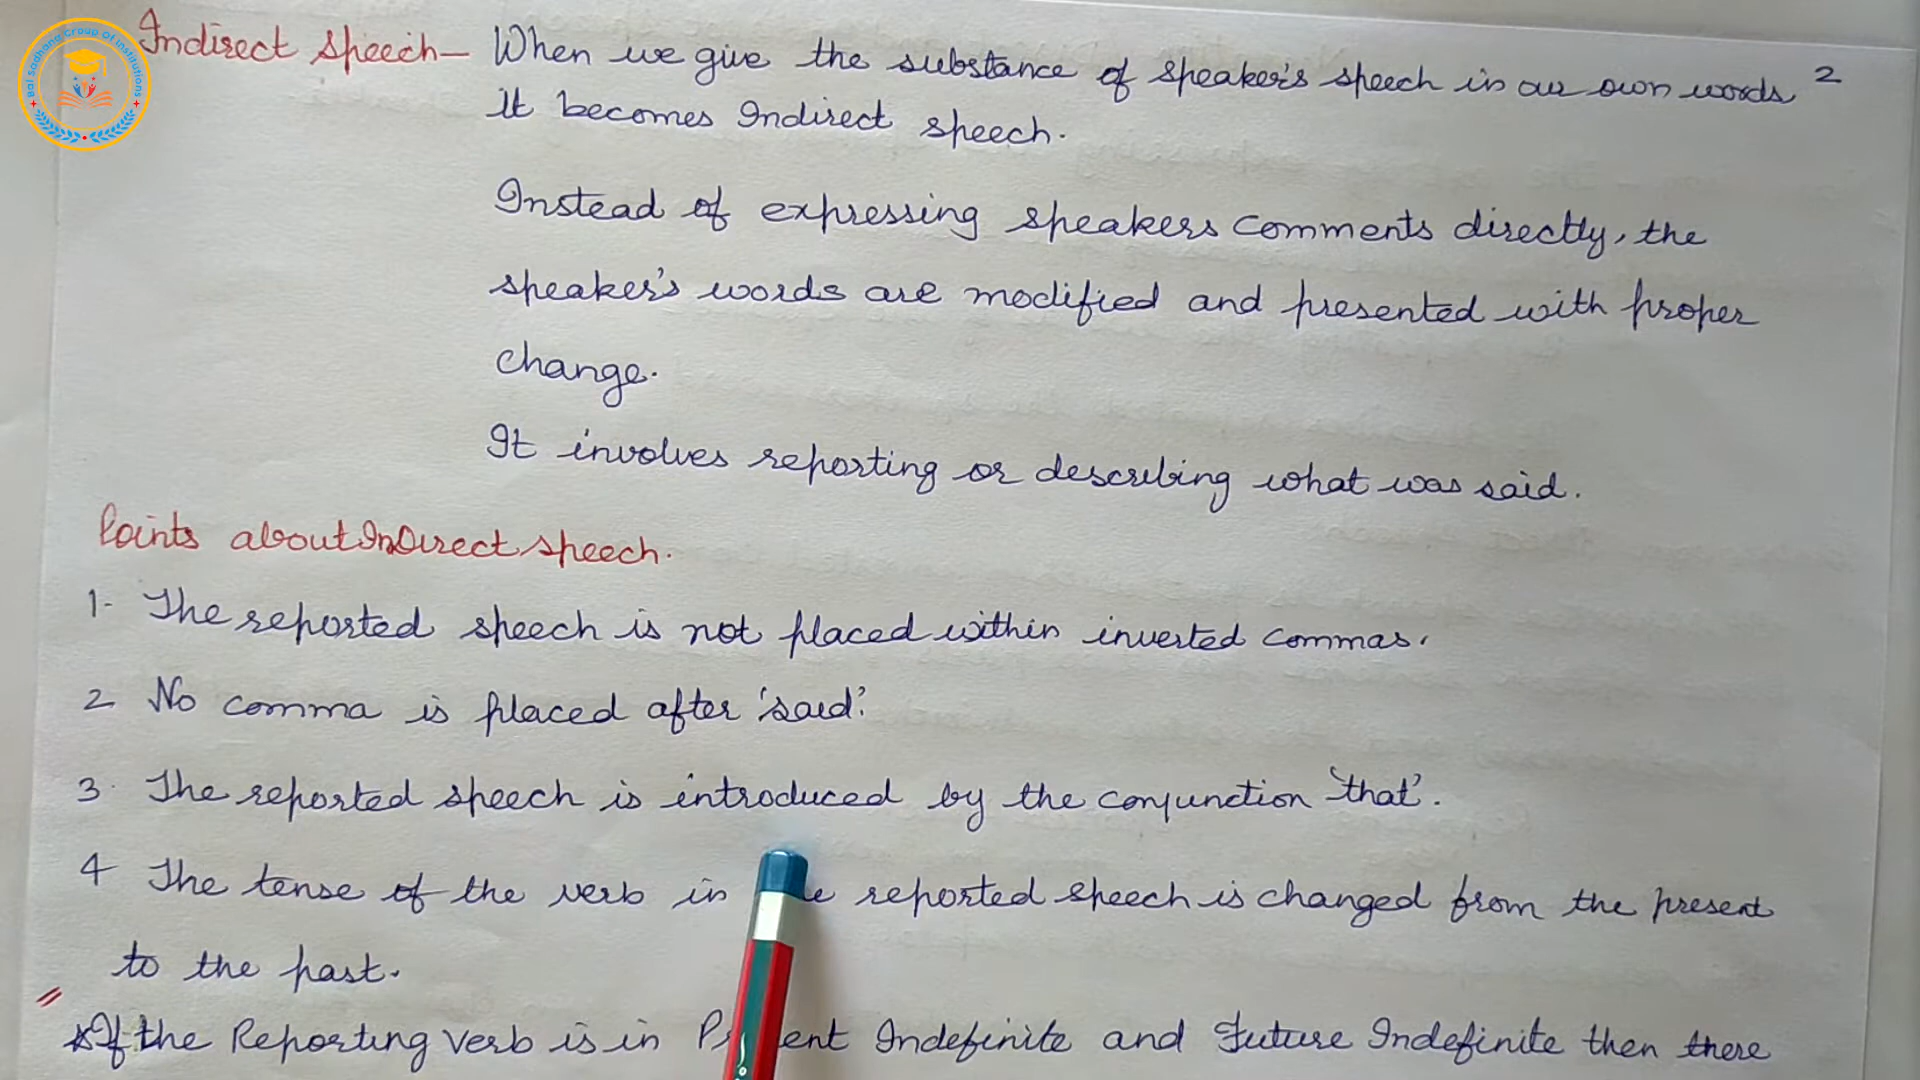 Bal Sadhana Group Of Institutions
Indirect speech— When we give the substance of speaker's speech in our own words 2
it becomes Indirect speech.
Instead of expressing speakers comments directly, the
speaker's words are modified and presented with proper
change.
It involves reporting or describing what was said.
Points about InDirect speech.
1- The reported speech is not placed within inverted commas.
2 No comma is placed after 'said'.
3. The reported speech is introduced by the conjunction 'that'.
4 The tense of the verb in reported speech is changed from the present
to the past.
If the Reporting Verb is in Indefinite and Future Indefinite then there